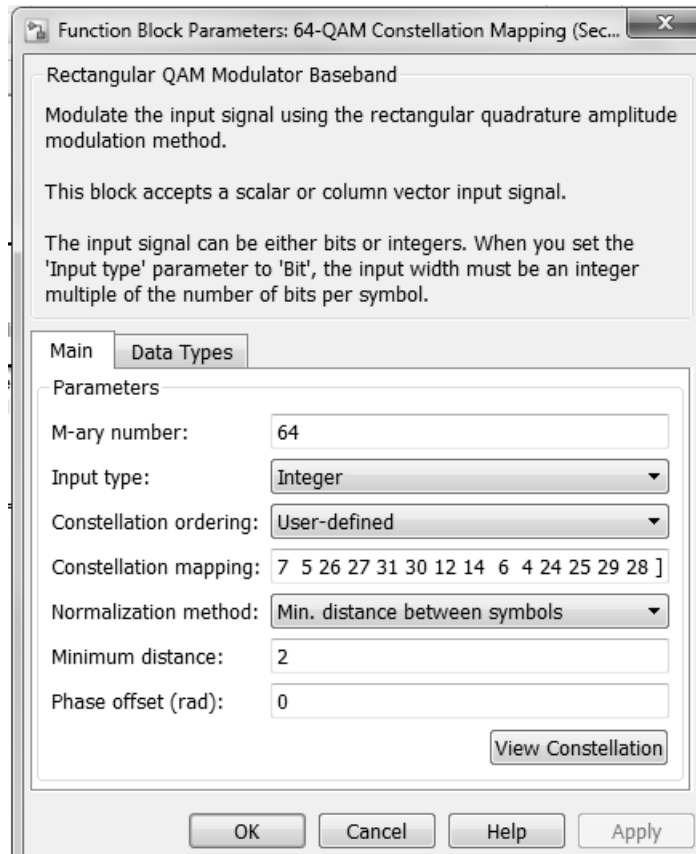 Function Block Parameters: 64-QAM Constellation Mapping (Sec...
Rectangular QAM Modulator Baseband
Modulate the input signal using the rectangular quadrature amplitude
modulation method.
This block accepts a scalar or column vector input signal.
The input signal can be either bits or integers. When you set the
'Input type' parameter to 'Bit', the input width must be an integer
multiple of the number of bits per symbol.
Main Data Types
Parameters
M-ary number: 64
Input type: Integer
Constellation ordering: User-defined
Constellation mapping: 7 5 26 27 31 30 12 14 6 4 24 25 29 28 ]
Normalization method: Min. distance between symbols
Minimum distance: 2
Phase offset (rad): 0
View Constellation
OK Cancel Help Apply